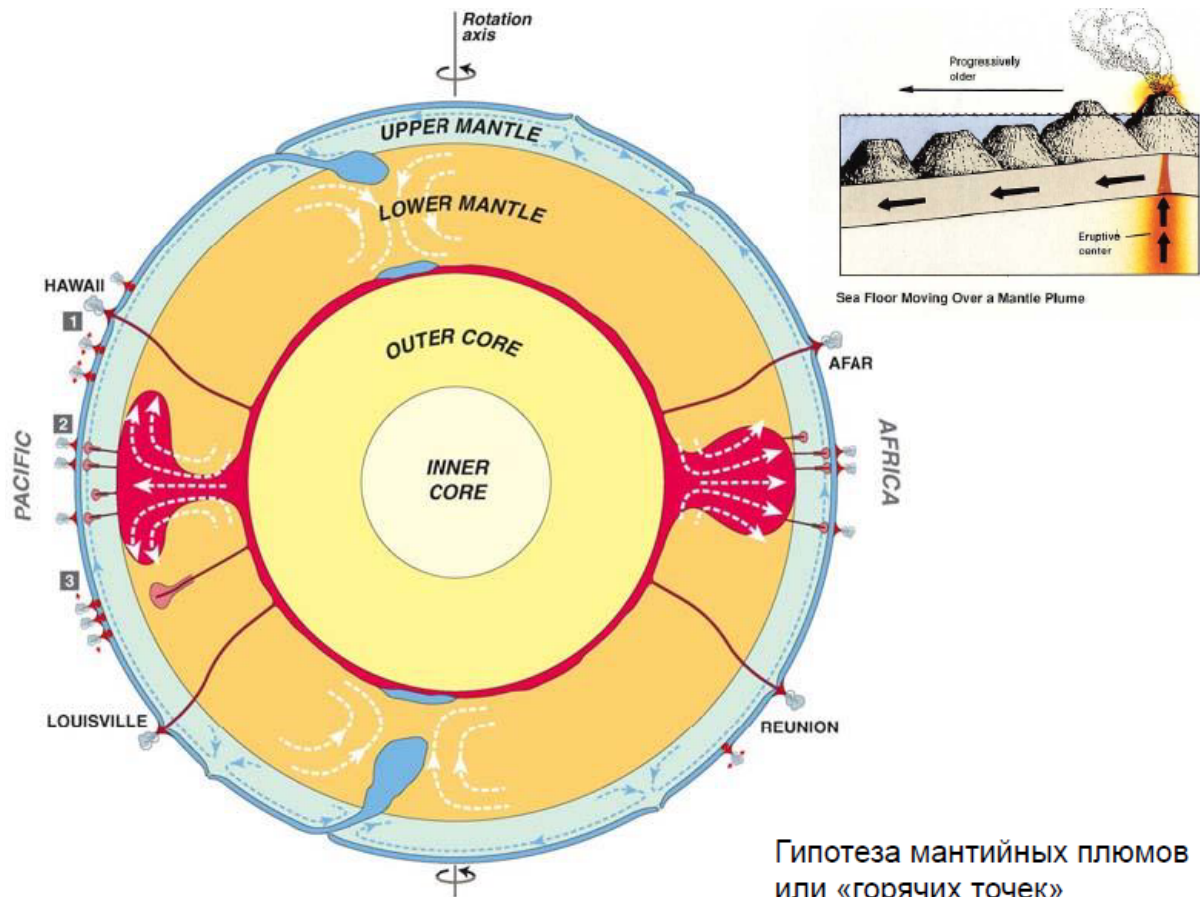 Rotation
axis
UPPER MANTLE
LOWER MANTLE
OUTER CORE
INNER
CORE
HAWAII
1
2
3
PACIFIC
LOUISVILLE
AFAR
AFRICA
REUNION
Progressively
older
Eruptive
center
Sea Floor Moving Over a Mantle Plume
Гипотеза мантийных плюмов
или «горячих точек»